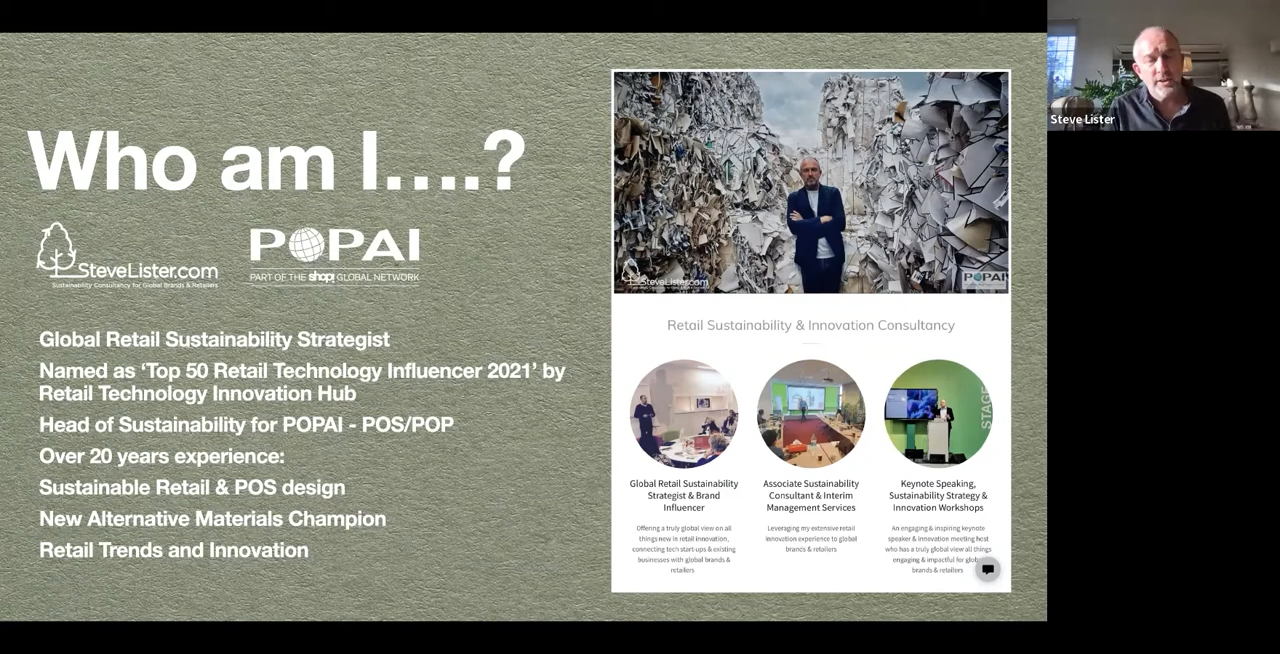 Who am I....?
SteveLister.com
Sustainability Consultancy for Global Brands & Retailers
POPAI
PART OF THE shop! GLOBAL NETWORK
Global Retail Sustainability Strategist
Named as ‘Top 50 Retail Technology Influencer 2021’ by
Retail Technology Innovation Hub
Head of Sustainability for POPAI - POS/POP
Over 20 years experience:
Sustainable Retail & POS design
New Alternative Materials Champion
Retail Trends and Innovation
SteveLister.com
POPAI
Retail Sustainability & Innovation Consultancy
STAGE
Global Retail Sustainability
Strategist & Brand
Influencer
Offering a truly global view on all
things new in retail innovation,
connecting tech start-ups & existing
businesses with global brands &
retailers
Associate Sustainability
Consultant & Interim
Management Services
Leveraging my extensive retail
innovation experience to global
brands & retailers
Keynote Speaking,
Sustainability Strategy &
Innovation Workshops
An engaging & inspiring keynote
speaker & innovation meeting host
who has a truly global view all things
engaging & impactful for
brands & retailers
Steve Lister